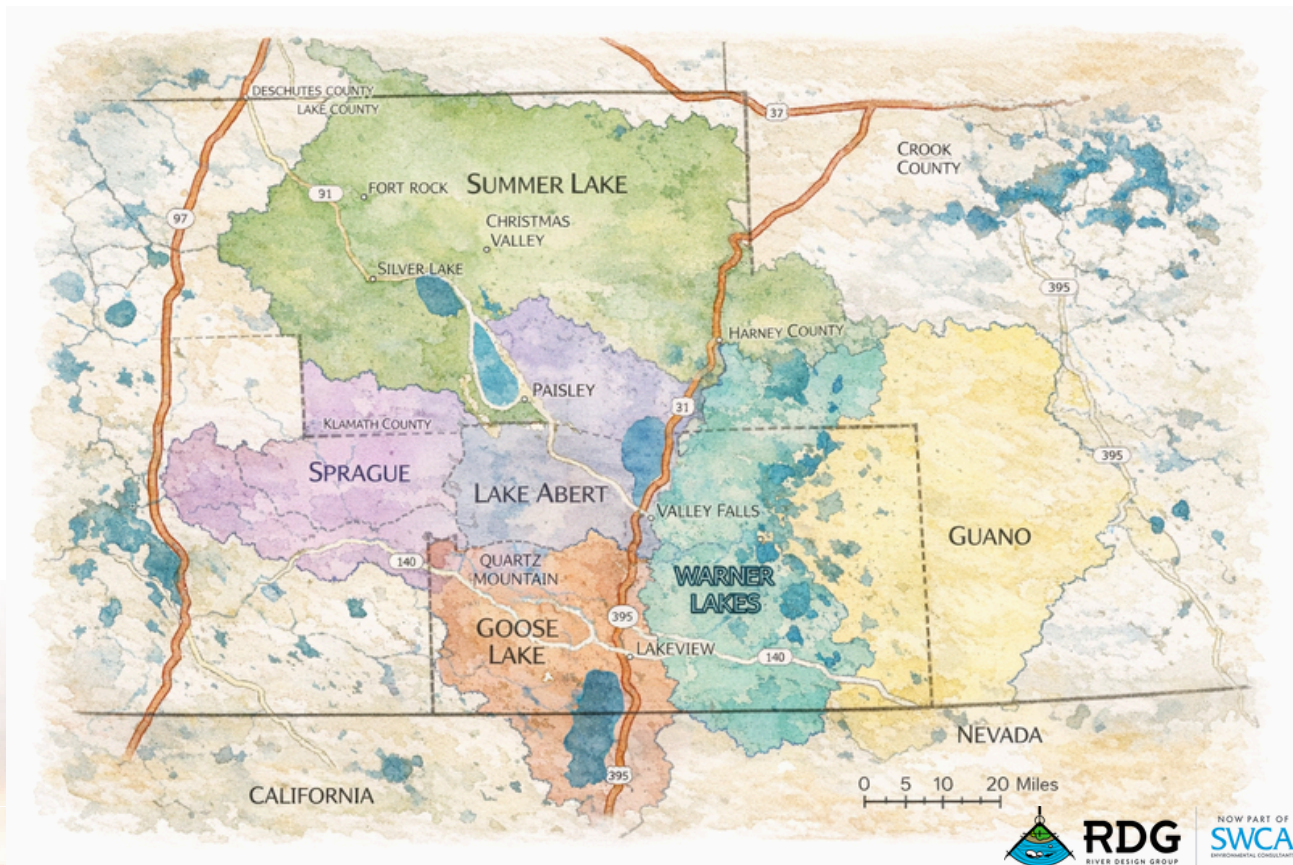 DESCHUTES COUNTY
LAKE COUNTY
37
CROOK
COUNTY
91
FORT ROCK
SUMMER LAKE
97
CHRISTMAS
VALLEY
SILVER LAKE
395
HARNEY COUNTY
PAISLEY
31
KLAMATH COUNTY
SPRAGUE
LAKE ABERT
395
VALLEY FALLS
GUANO
140
QUARTZ
MOUNTAIN
WARNER
LAKES
395
GOOSE
LAKE
LAKEVIEW
140
NEVADA
395
CALIFORNIA
0 5 10 20 Miles
RDG
RIVER DESIGN GROUP
NOW PART OF
SWCA
ENVIRONMENTAL CONSULTANTS